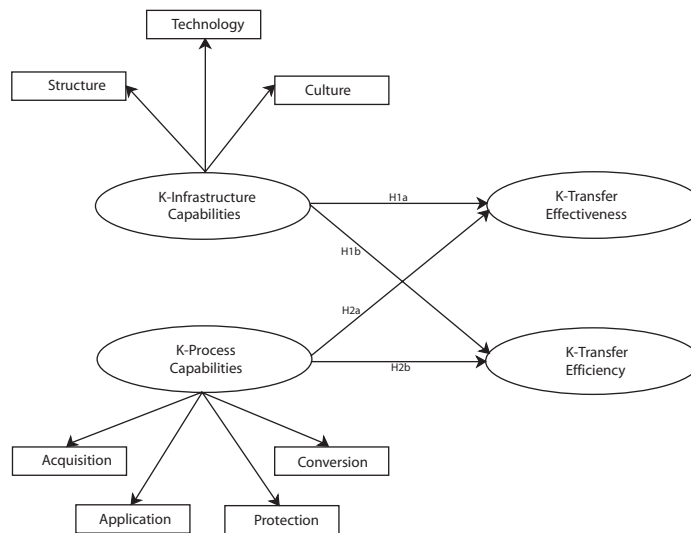 Technology
Structure
Culture
K-Infrastructure
Capabilities
H1a
K-Transfer
Effectiveness
H1b
H2a
K-Process
Capabilities
H2b
K-Transfer
Efficiency
Acquisition
Conversion
Application
Protection